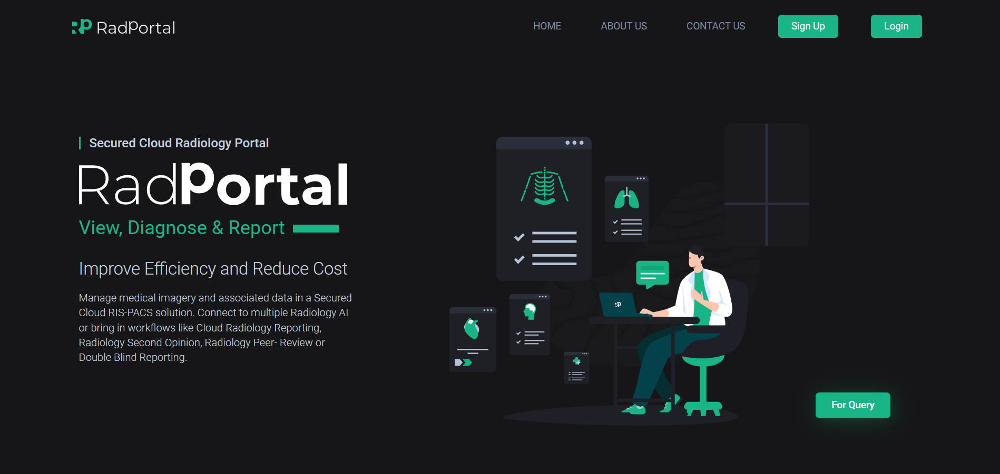 RadPortal
HOME
ABOUT US
CONTACT US
Sign Up
Login
Secured Cloud Radiology Portal
RadPortal
View, Diagnose & Report
Improve Efficiency and Reduce Cost
Manage medical imagery and associated data in a Secured
Cloud RIS-PACS solution. Connect to multiple Radiology AI
or bring in workflows like Cloud Radiology Reporting,
Radiology Second Opinion, Radiology Peer- Review or
Double Blind Reporting.
For Query